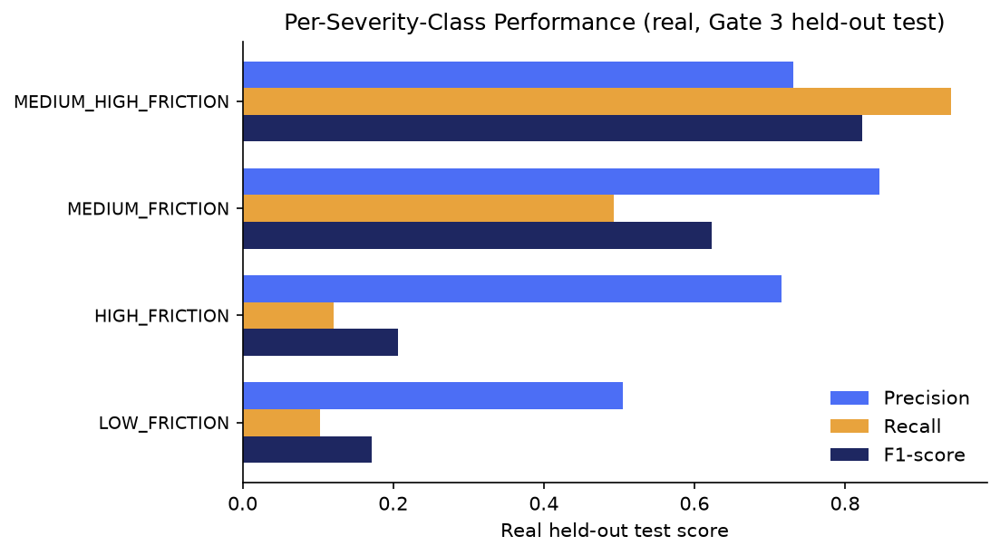 Per-Severity-Class Performance (real, Gate 3 held-out test)
MEDIUM_HIGH_FRICTION
MEDIUM_FRICTION
HIGH_FRICTION
LOW_FRICTION
Precision
Recall
F1-score
0.0 0.2 0.4 0.6 0.8
Real held-out test score